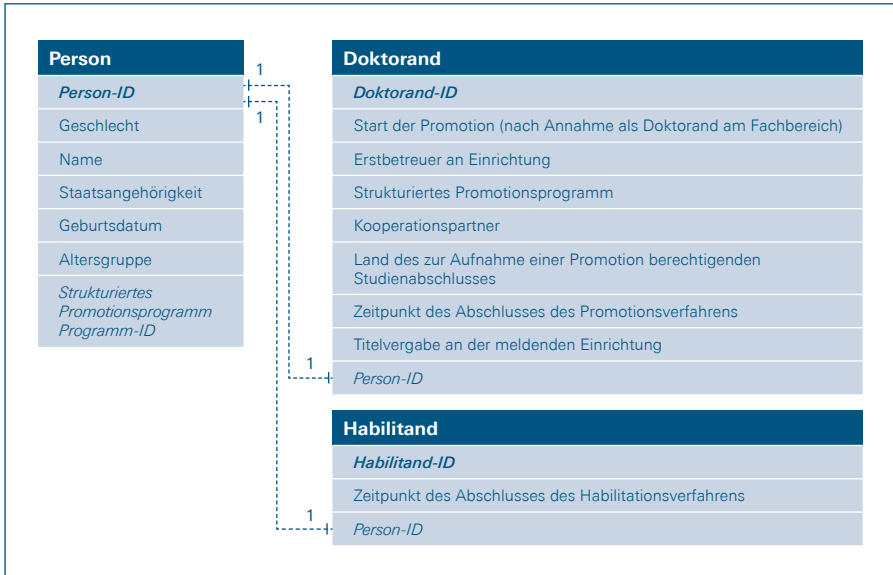 Person
Person-ID
Geschlecht
Name
Staatsangehörigkeit
Geburtsdatum
Altersgruppe
Strukturiertes
Promotionsprogramm
Programm-ID
1
1
Doktorand
Doktorand-ID
Start der Promotion (nach Annahme als Doktorand am Fachbereich)
Erstbetreuer an Einrichtung
Strukturiertes Promotionsprogramm
Kooperationspartner
Land des zur Aufnahme einer Promotion berechtigenden
Studienabschlusses
Zeitpunkt des Abschlusses des Promotionsverfahrens
Titelvergabe an der meldenden Einrichtung
1
Person-ID
Habilitand
Habilitand-ID
Zeitpunkt des Abschlusses des Habilitationsverfahrens
1
Person-ID